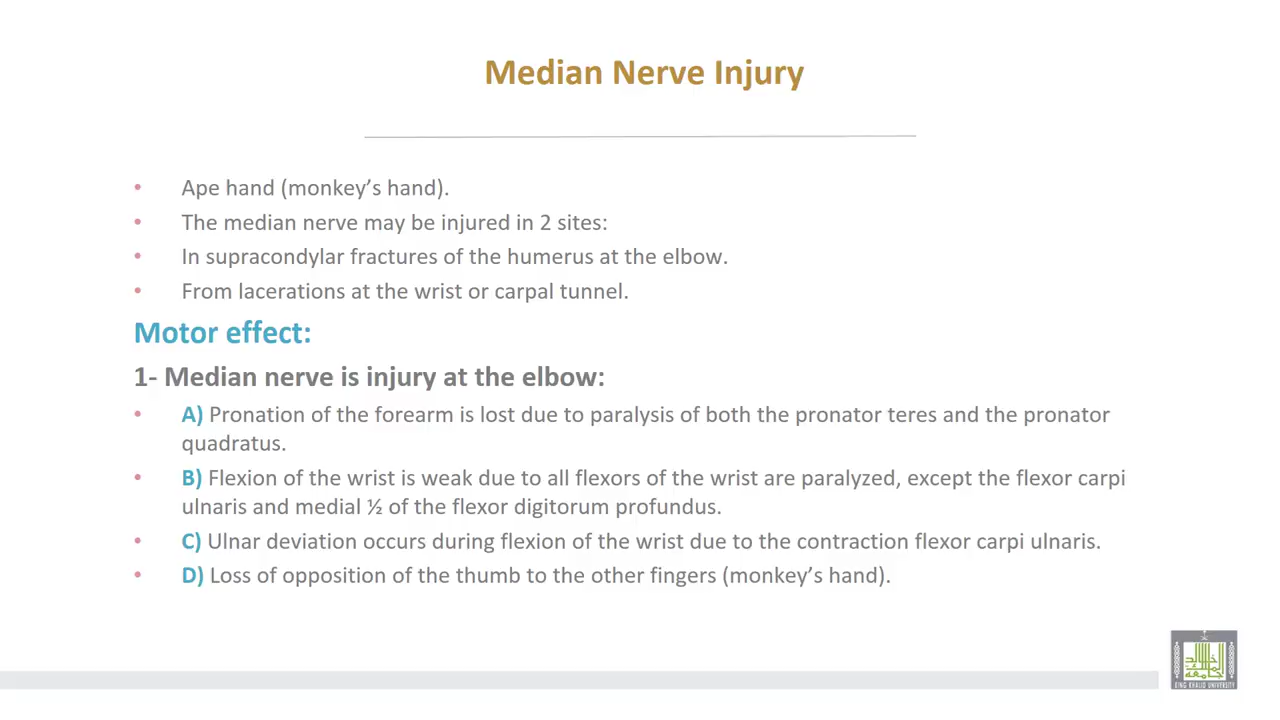 Median Nerve Injury
• Ape hand (monkey’s hand).
• The median nerve may be injured in 2 sites:
• In supracondylar fractures of the humerus at the elbow.
• From lacerations at the wrist or carpal tunnel.
Motor effect:
1- Median nerve is injury at the elbow:
• A) Pronation of the forearm is lost due to paralysis of both the pronator teres and the pronator
quadratus.
• B) Flexion of the wrist is weak due to all flexors of the wrist are paralyzed, except the flexor carpi
ulnaris and medial ½ of the flexor digitorum profundus.
• C) Ulnar deviation occurs during flexion of the wrist due to the contraction flexor carpi ulnaris.
• D) Loss of opposition of the thumb to the other fingers (monkey’s hand).
KING KHALID UNIVERSITY